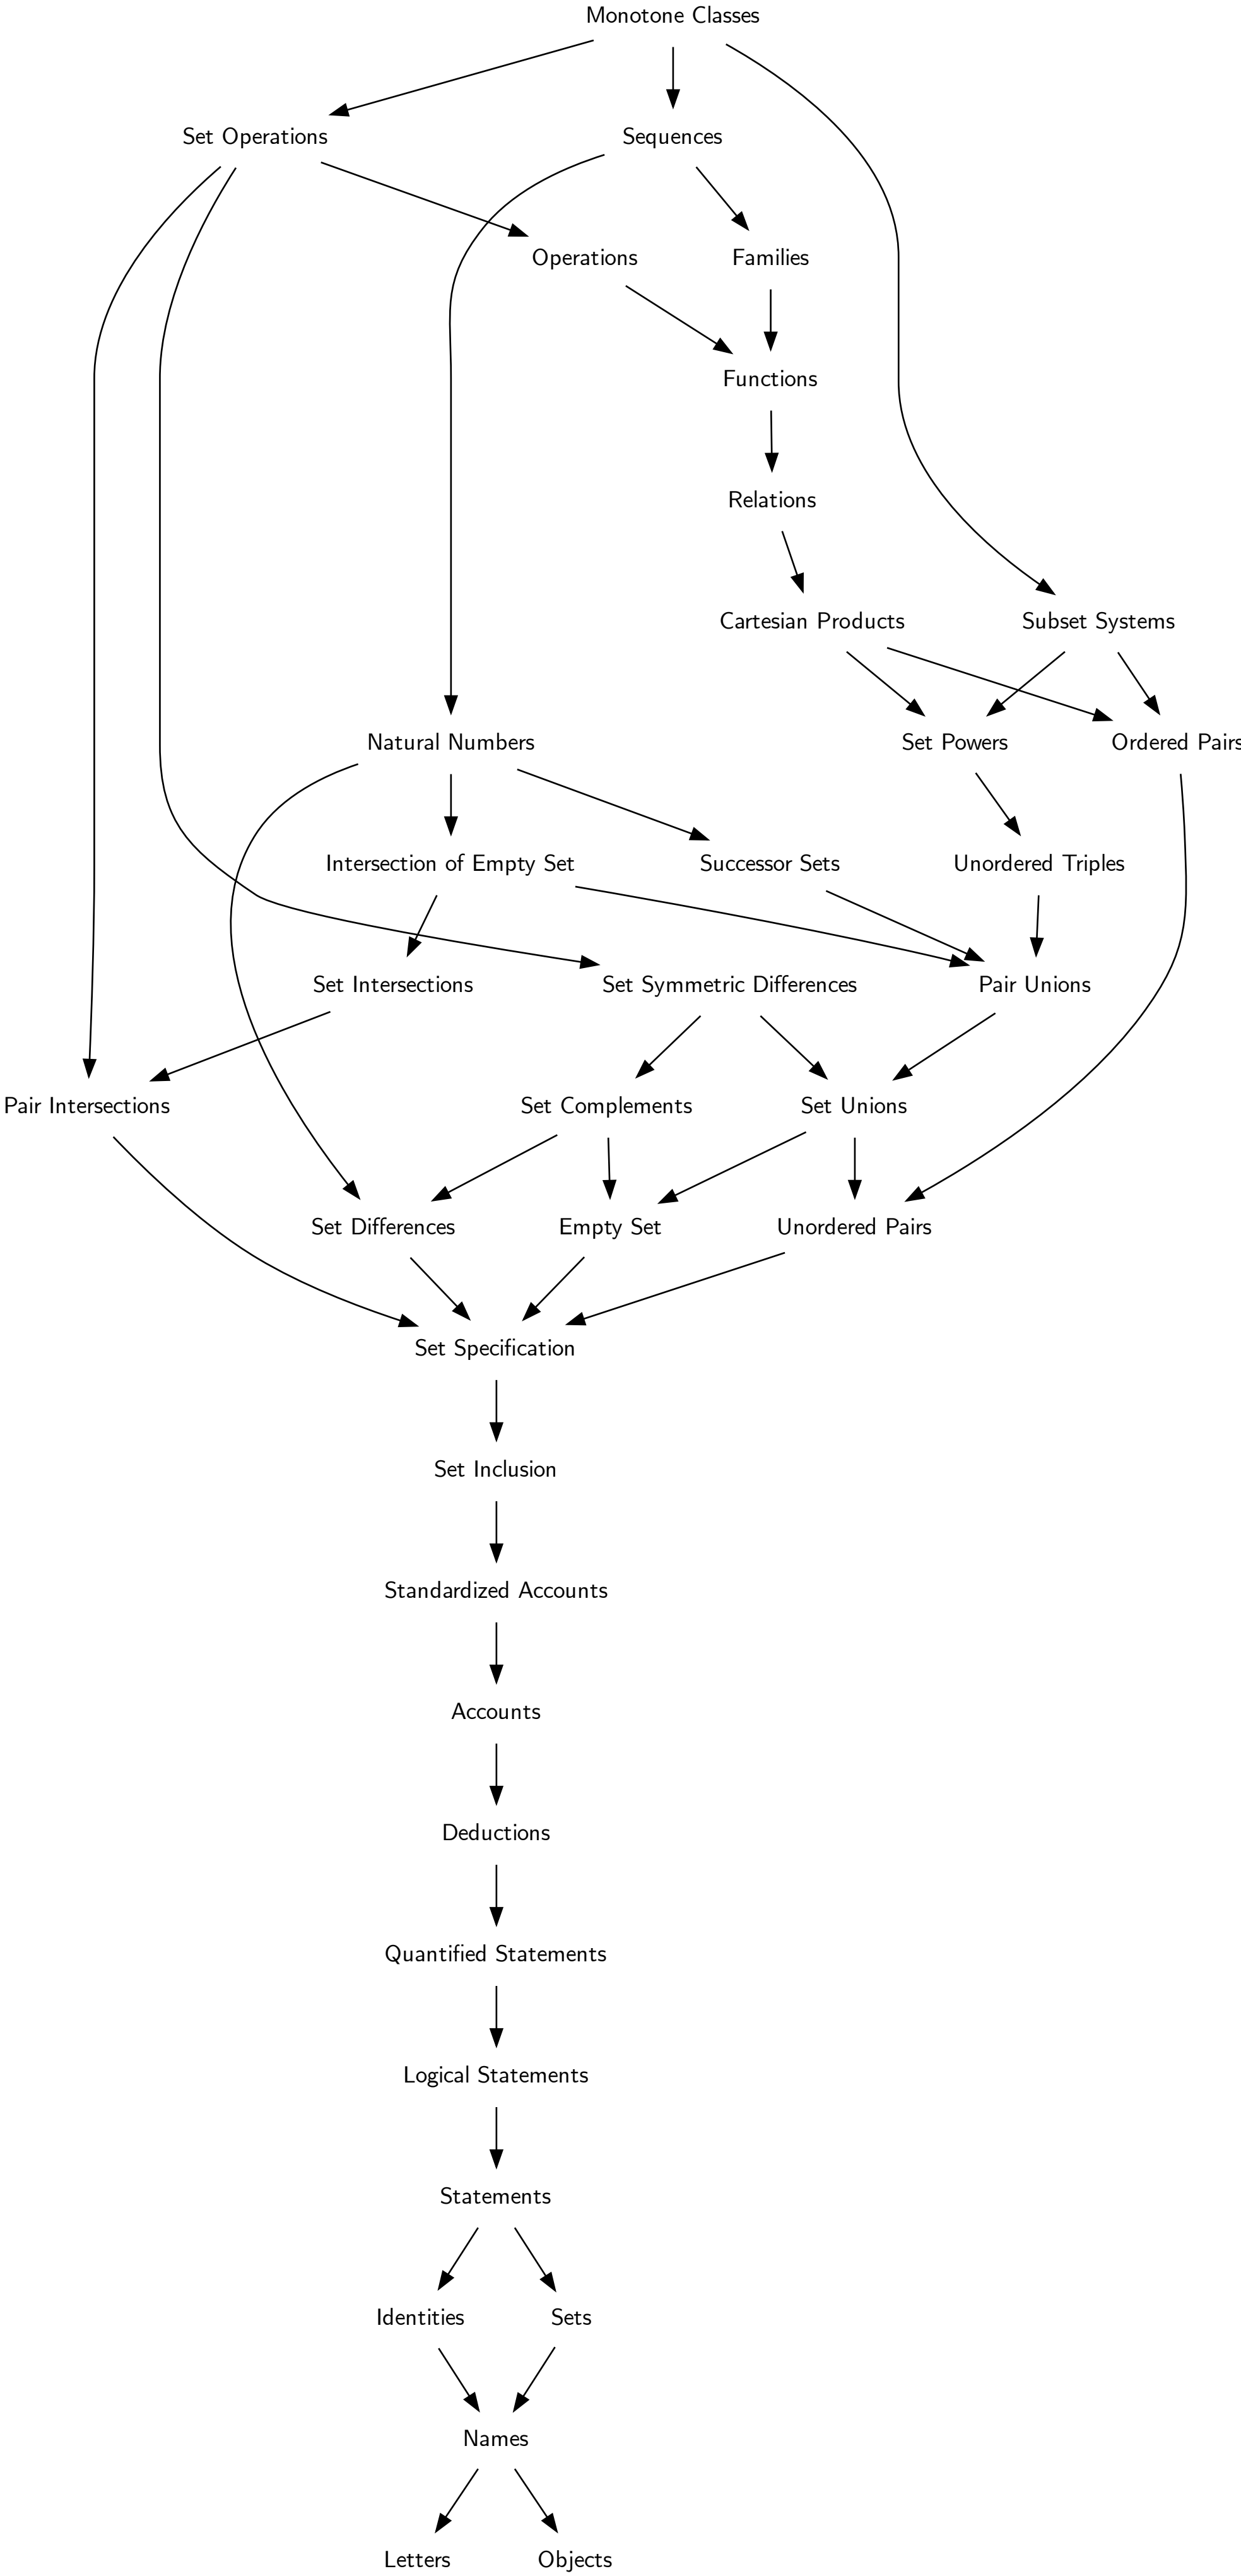 Monotone Classes
Set Operations
Sequences
Operations
Families
Functions
Relations
Cartesian Products
Subset Systems
Natural Numbers
Set Powers
Ordered Pairs
Intersection of Empty Set
Successor Sets
Unordered Triples
Set Intersections
Set Symmetric Differences
Pair Unions
Pair Intersections
Set Complements
Set Unions
Set Differences
Empty Set
Unordered Pairs
Set Specification
Set Inclusion
Standardized Accounts
Accounts
Deductions
Quantified Statements
Logical Statements
Statements
Identities
Sets
Names
Letters
Objects